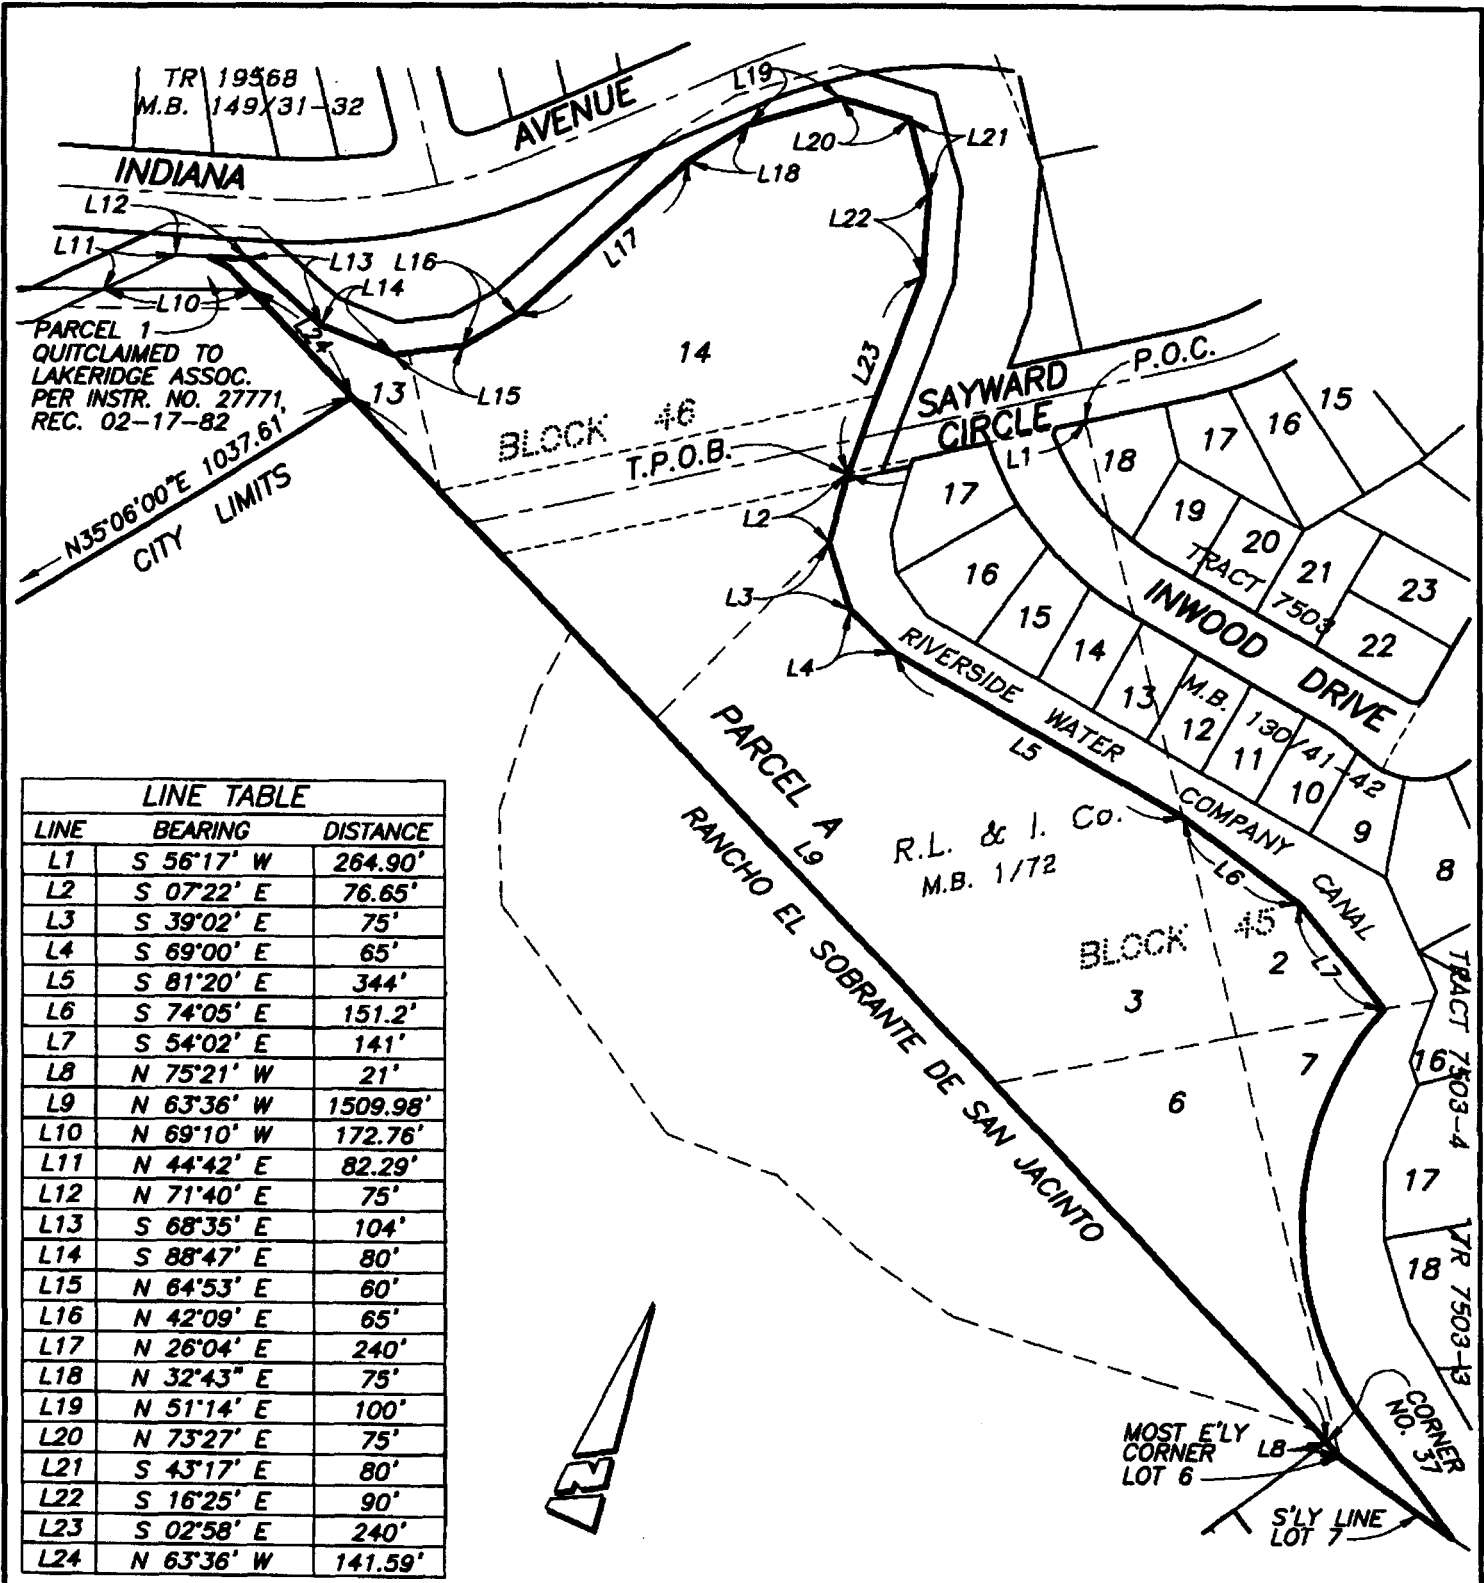 TR 19568
M.B. 149/31-32
INDIANA
AVENUE
L19
L20
L21
L18
L22
L17
L12
L11
L13
L16
L14
L10
L24
L15
L23
PARCEL 1
QUITCLAIMED TO
LAKERIDGE ASSOC.
PER INSTR. NO. 27771,
REC. 02-17-82
13
14
BLOCK 46
T.P.O.B.
SAYWARD
CIRCLE
P.O.C.
L1
N35°06'00"E 1037.61'
CITY LIMITS
L2
L3
L4
17
16
15
14
13
12
11
10
9
8
18
17
16
15
19
20
21
22
23
TRACT 7503
M.B. 130/41-42
INWOOD DRIVE
RIVERSIDE WATER COMPANY CANAL
L5
L6
L7
PARCEL A
L9
RANCHO EL SOBRANTE DE SAN JACINTO
R.L. & I. Co.
M.B. 1/72
BLOCK 45
2
3
6
7
TRACT 7503-4
16
17
18
TR 7503-3
CORNER
NO. 37
MOST E'LY
CORNER
LOT 6
L8
S'LY LINE
LOT 7
N
LINE TABLE
LINE BEARING DISTANCE
L1 S 56°17' W 264.90'
L2 S 07°22' E 76.65'
L3 S 39°02' E 75'
L4 S 69°00' E 65'
L5 S 81°20' E 344'
L6 S 74°05' E 151.2'
L7 S 54°02' E 141'
L8 N 75°21' W 21'
L9 N 63°36' W 1509.98'
L10 N 69°10' W 172.76'
L11 N 44°42' E 82.29'
L12 N 71°40' E 75'
L13 S 68°35' E 104'
L14 S 88°47' E 80'
L15 N 64°53' E 60'
L16 N 42°09' E 65'
L17 N 26°04' E 240'
L18 N 32°43" E 75'
L19 N 51°14' E 100'
L20 N 73°27' E 75'
L21 S 43°17' E 80'
L22 S 16°25' E 90'
L23 S 02°58' E 240'
L24 N 63°36' W 141.59'